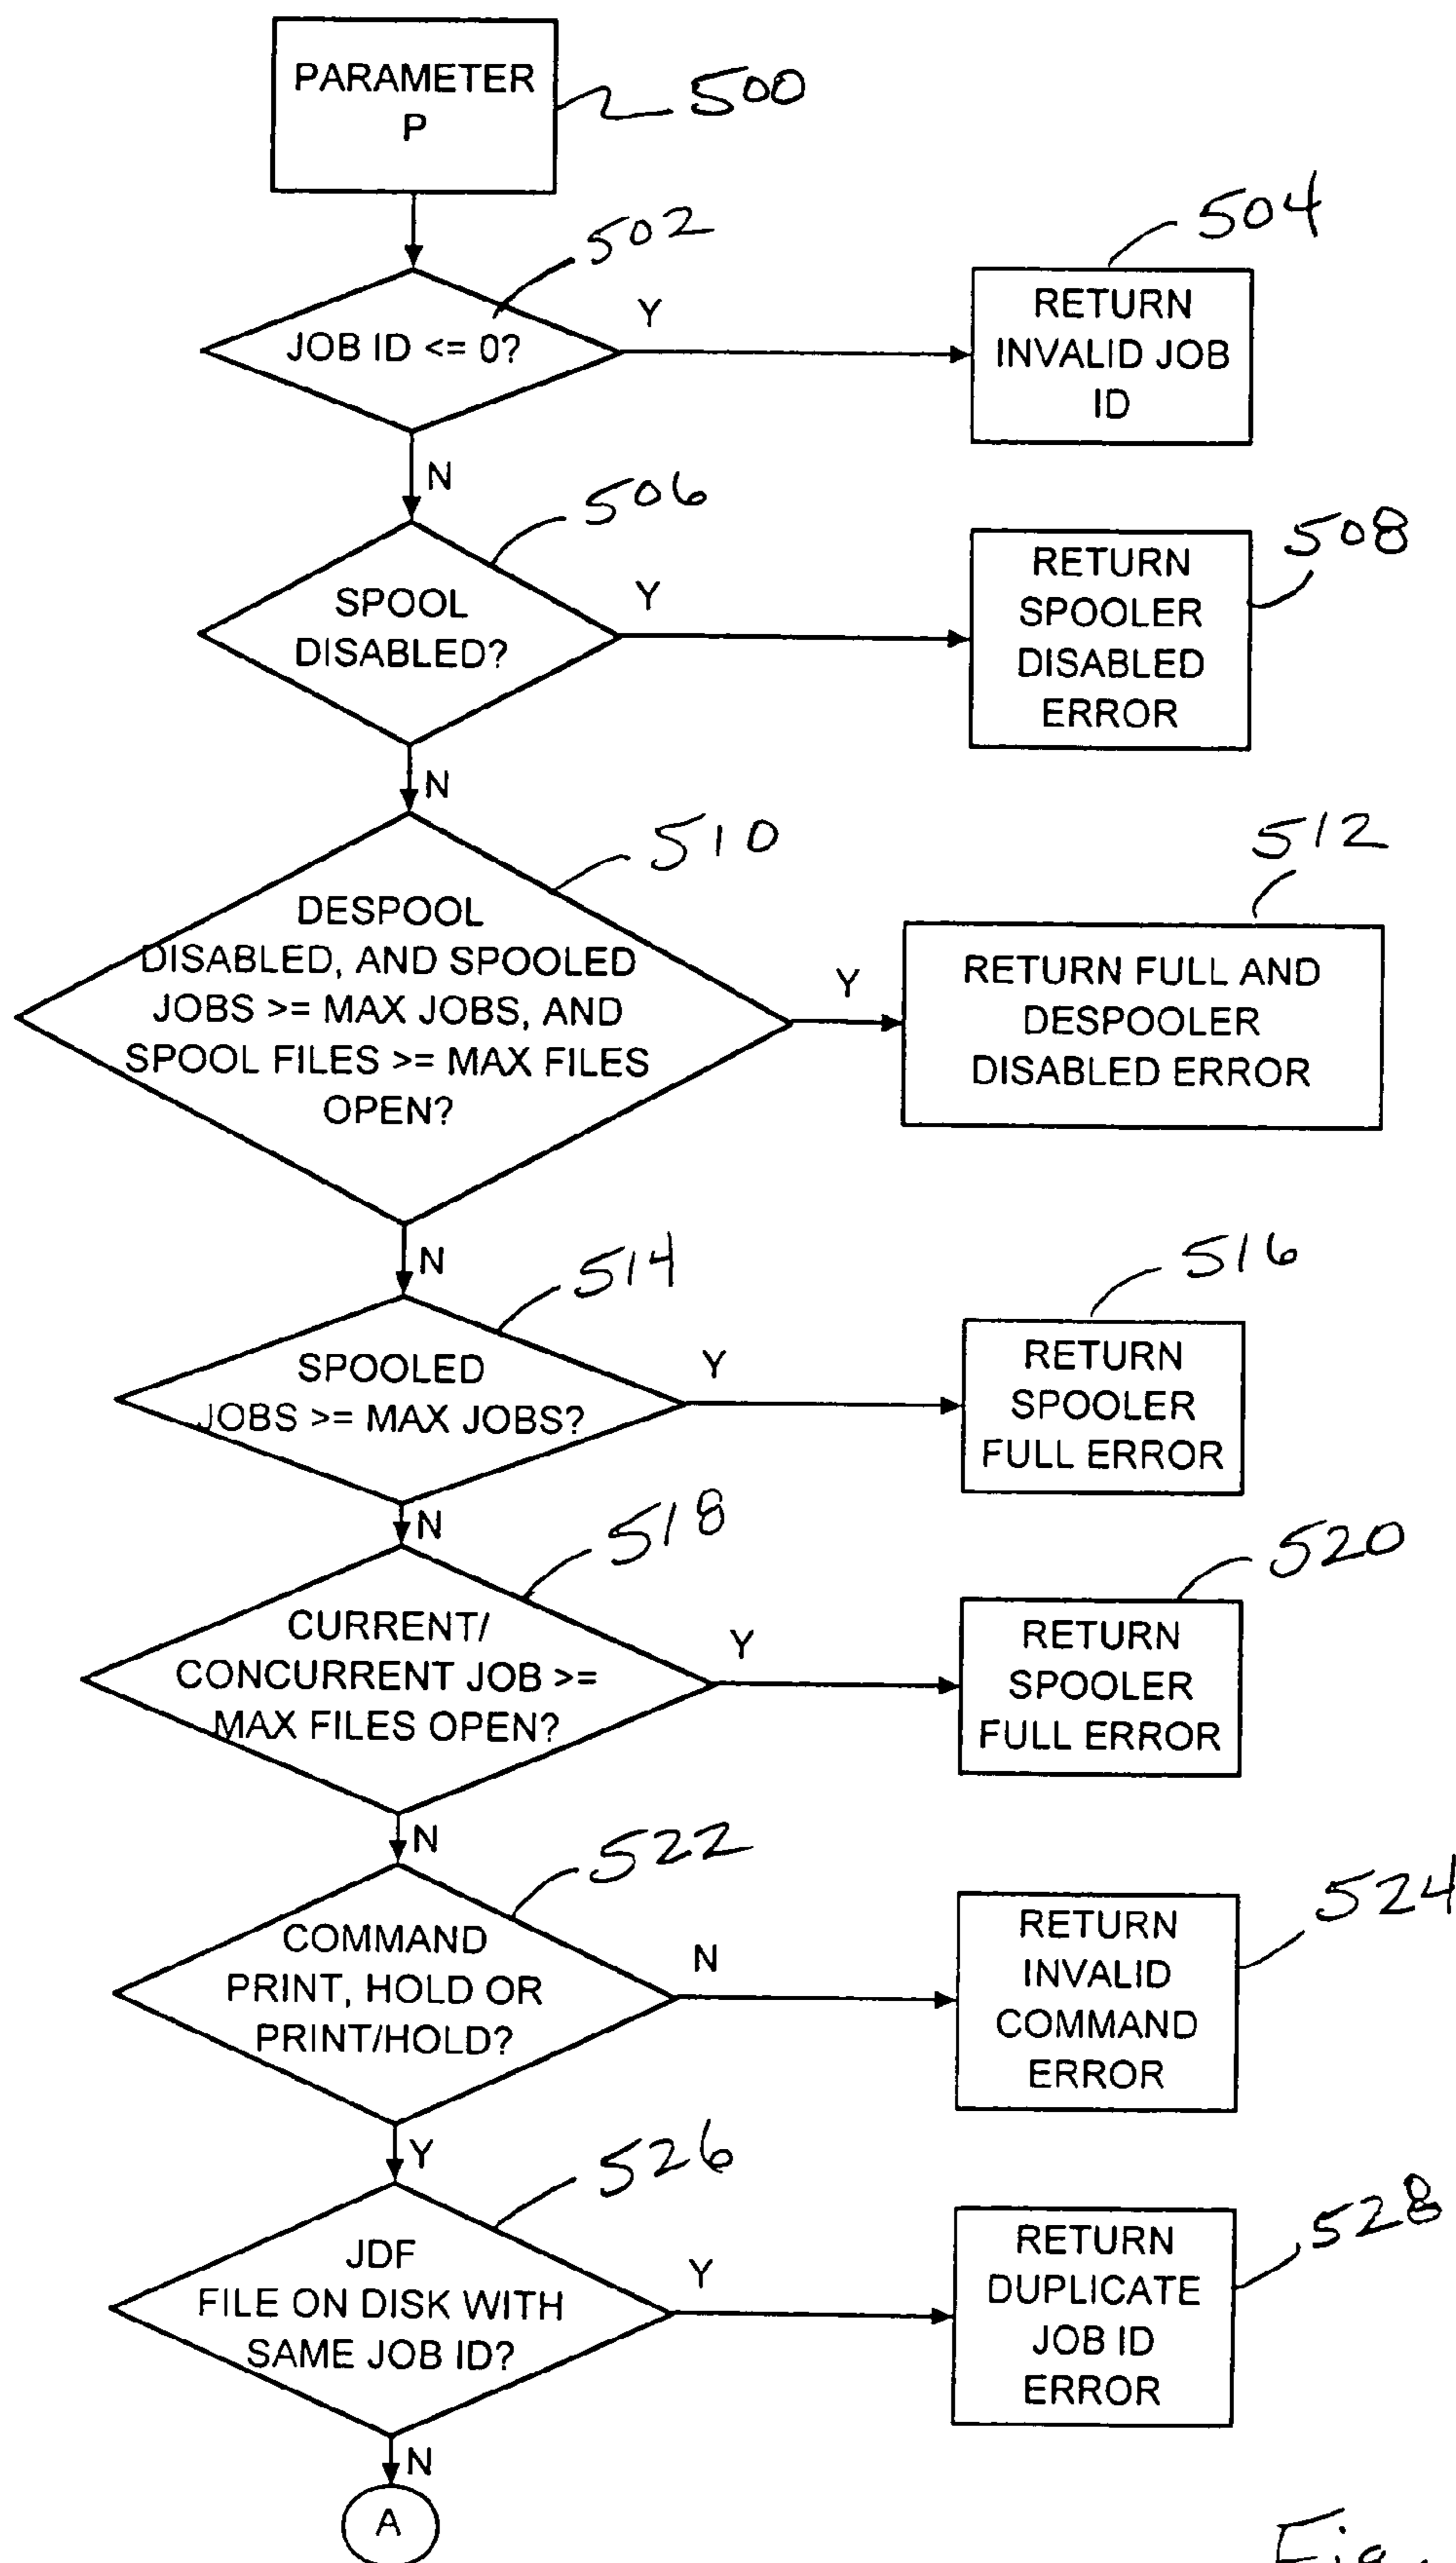 PARAMETER
P
500
502
504
JOB ID <= 0?
Y
RETURN
INVALID JOB
ID
N
506
508
SPOOL
DISABLED?
Y
RETURN
SPOOLER
DISABLED
ERROR
N
510
512
DESPOOL
DISABLED, AND SPOOLED
JOBS >= MAX JOBS, AND
SPOOL FILES >= MAX FILES
OPEN?
Y
RETURN FULL AND
DESPOOLER
DISABLED ERROR
N
514
516
SPOOLED
JOBS >= MAX JOBS?
Y
RETURN
SPOOLER
FULL ERROR
N
518
520
CURRENT/
CONCURRENT JOB >=
MAX FILES OPEN?
Y
RETURN
SPOOLER
FULL ERROR
N
522
524
COMMAND
PRINT, HOLD OR
PRINT/HOLD?
N
RETURN
INVALID
COMMAND
ERROR
Y
526
528
JDF
FILE ON DISK WITH
SAME JOB ID?
Y
RETURN
DUPLICATE
JOB ID
ERROR
N
A
Fig.